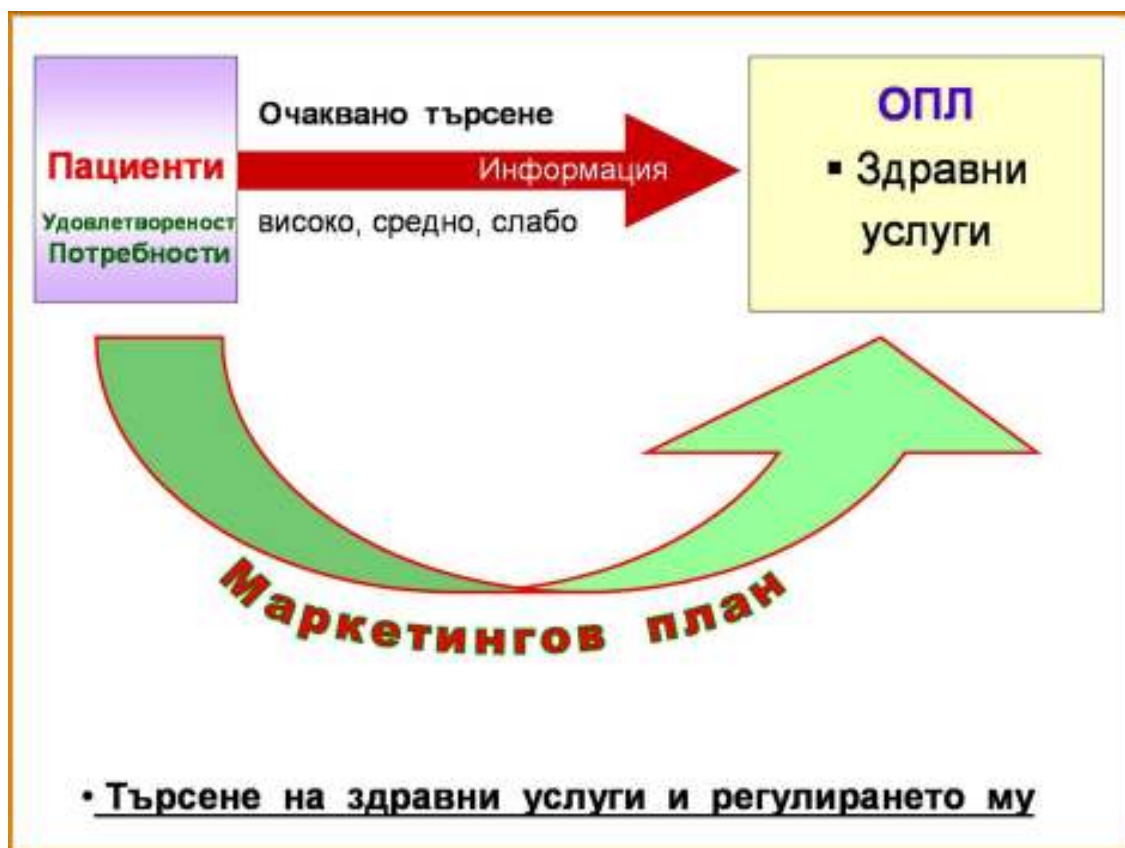 Пациенти
Удовлетвореност
Потребности
Очаквано търсене
Информация
високо, средно, слабо
ОПЛ
▪ Здравни
услуги
Маркетингов план
• Търсене на здравни услуги и регулирането му